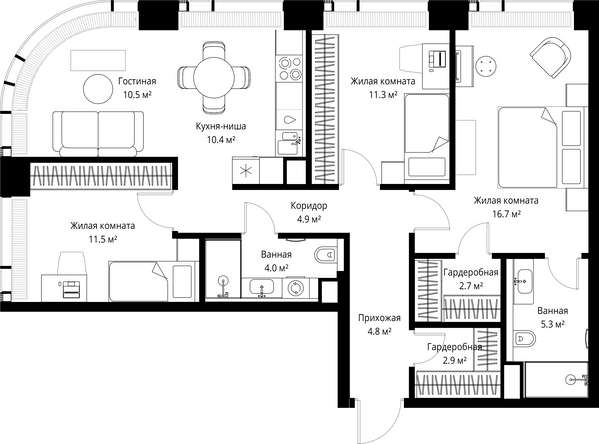 Гостиная
10.5 м²
Кухня-ниша
10.4 м²
Жилая комната
11.3 м²
Жилая комната
16.7 м²
Коридор
4.9 м²
Жилая комната
11.5 м²
Ванная
4.0 м²
Гардеробная
2.7 м²
Ванная
5.3 м²
Прихожая
4.8 м²
Гардеробная
2.9 м²